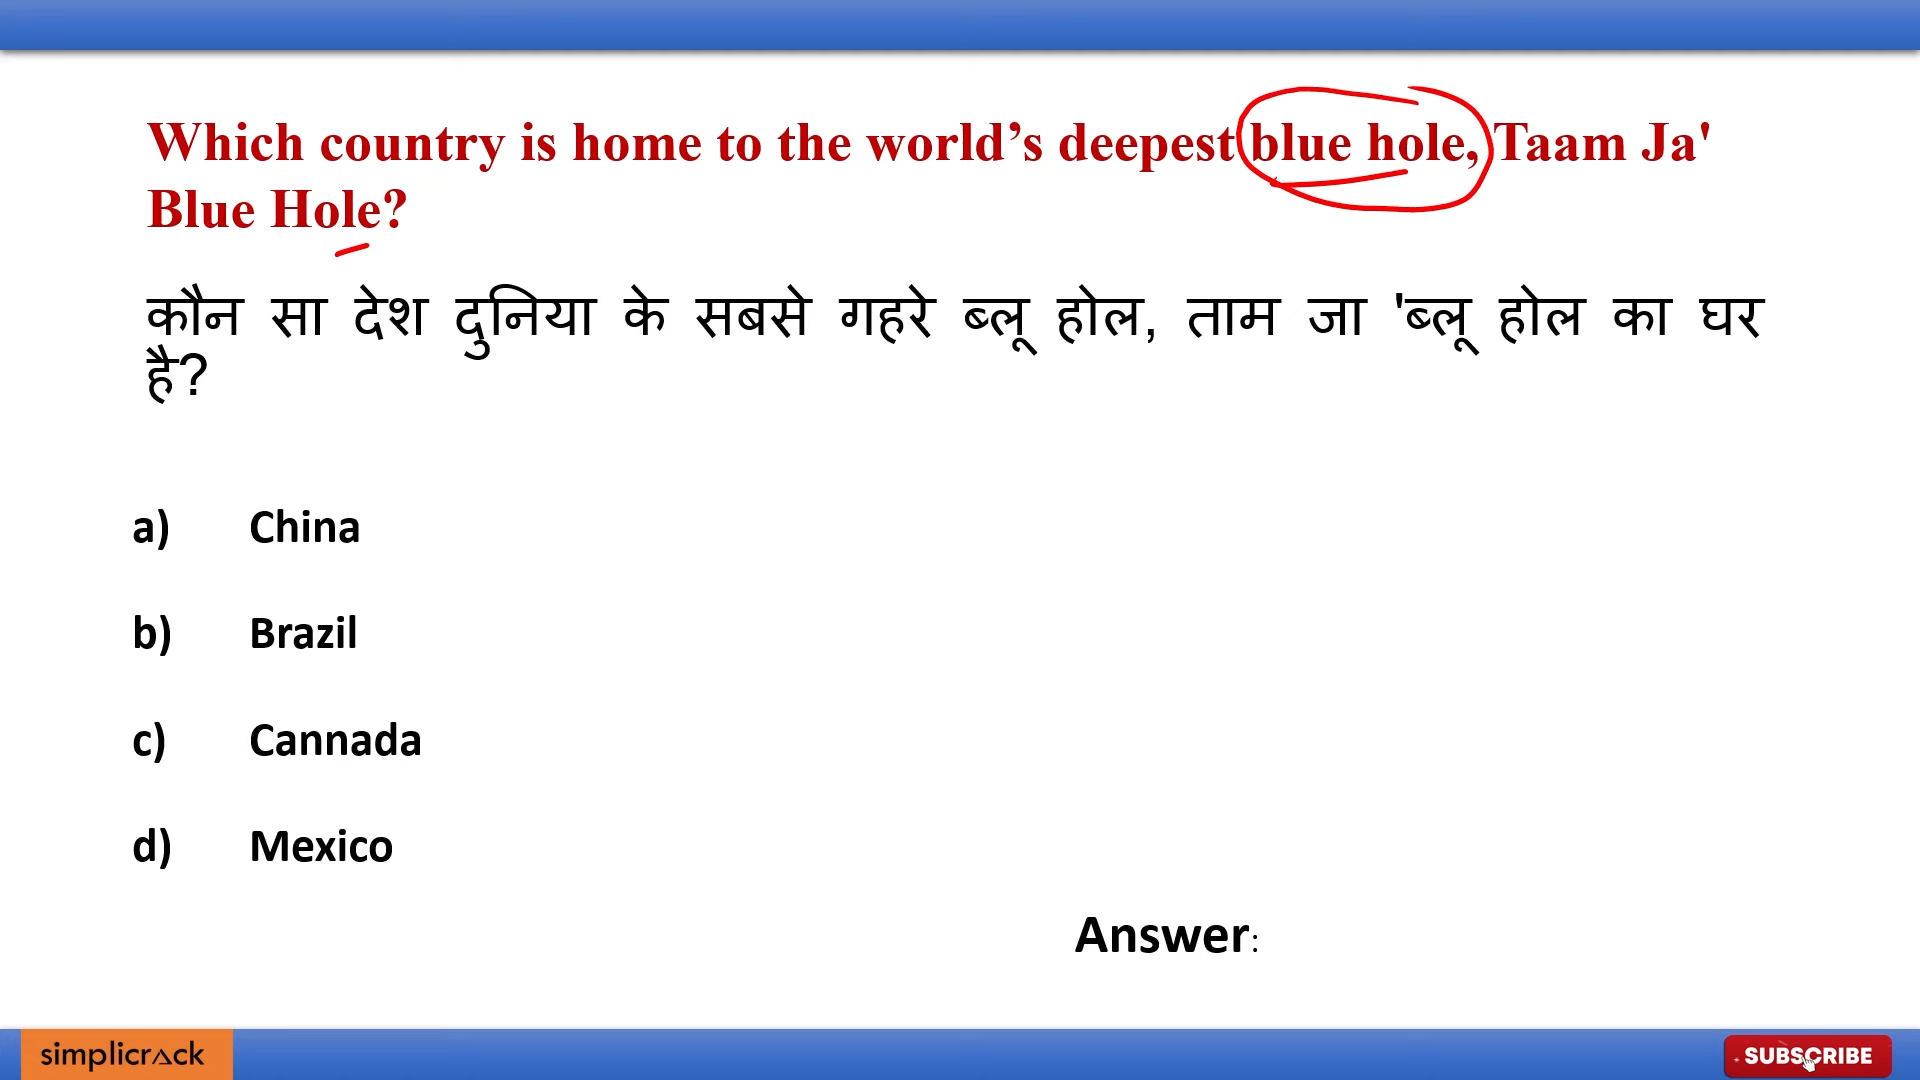 Which country is home to the world’s deepest blue hole, Taam Ja'
Blue Hole?
कौन सा देश दुनिया के सबसे गहरे ब्लू होल, ताम जा 'ब्लू होल का घर
है?
a) China
b) Brazil
c) Cannada
d) Mexico
Answer:
simplicrack
SUBSCRIBE